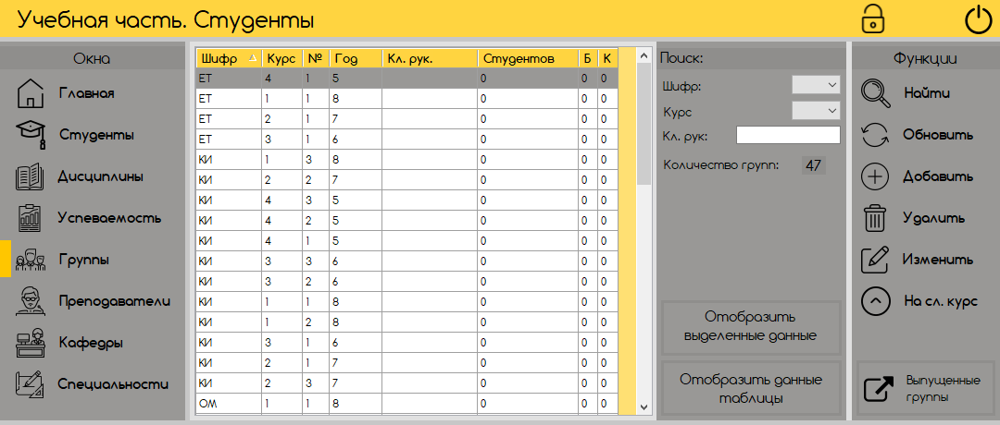 Учебная часть. Студенты
Окна
Главная
Студенты
Дисциплины
Успеваемость
Группы
Преподаватели
Кафедры
Специальности
Шифр Курс № Год Кл. рук. Студентов Б К
ЕТ 4 1 5 0 0 0
ЕТ 1 1 8 0 0 0
ЕТ 2 1 7 0 0 0
ЕТ 3 1 6 0 0 0
КИ 1 3 8 0 0 0
КИ 2 2 7 0 0 0
КИ 4 3 5 0 0 0
КИ 4 2 5 0 0 0
КИ 4 1 5 0 0 0
КИ 3 3 6 0 0 0
КИ 3 2 6 0 0 0
КИ 1 1 8 0 0 0
КИ 1 2 8 0 0 0
КИ 3 1 6 0 0 0
КИ 2 1 7 0 0 0
КИ 2 3 7 0 0 0
ОМ 1 1 8 0 0 0
Поиск:
Шифр:
Курс
Кл. рук:
Количество групп: 47
Отобразить
выделенные данные
Отобразить данные
таблицы
Функции
Найти
Обновить
Добавить
Удалить
Изменить
На сл. курс
Выпущенные
группы